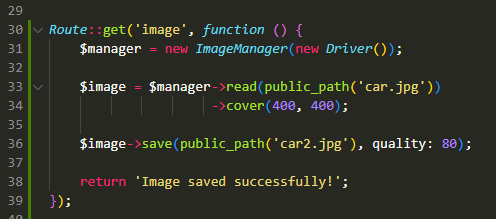 29
30 Route::get('image', function () {
31     $manager = new ImageManager(new Driver());
32
33     $image = $manager->read(public_path('car.jpg'))
34                      ->cover(400, 400);
35
36     $image->save(public_path('car2.jpg'), quality: 80);
37
38     return 'Image saved successfully!';
39 });